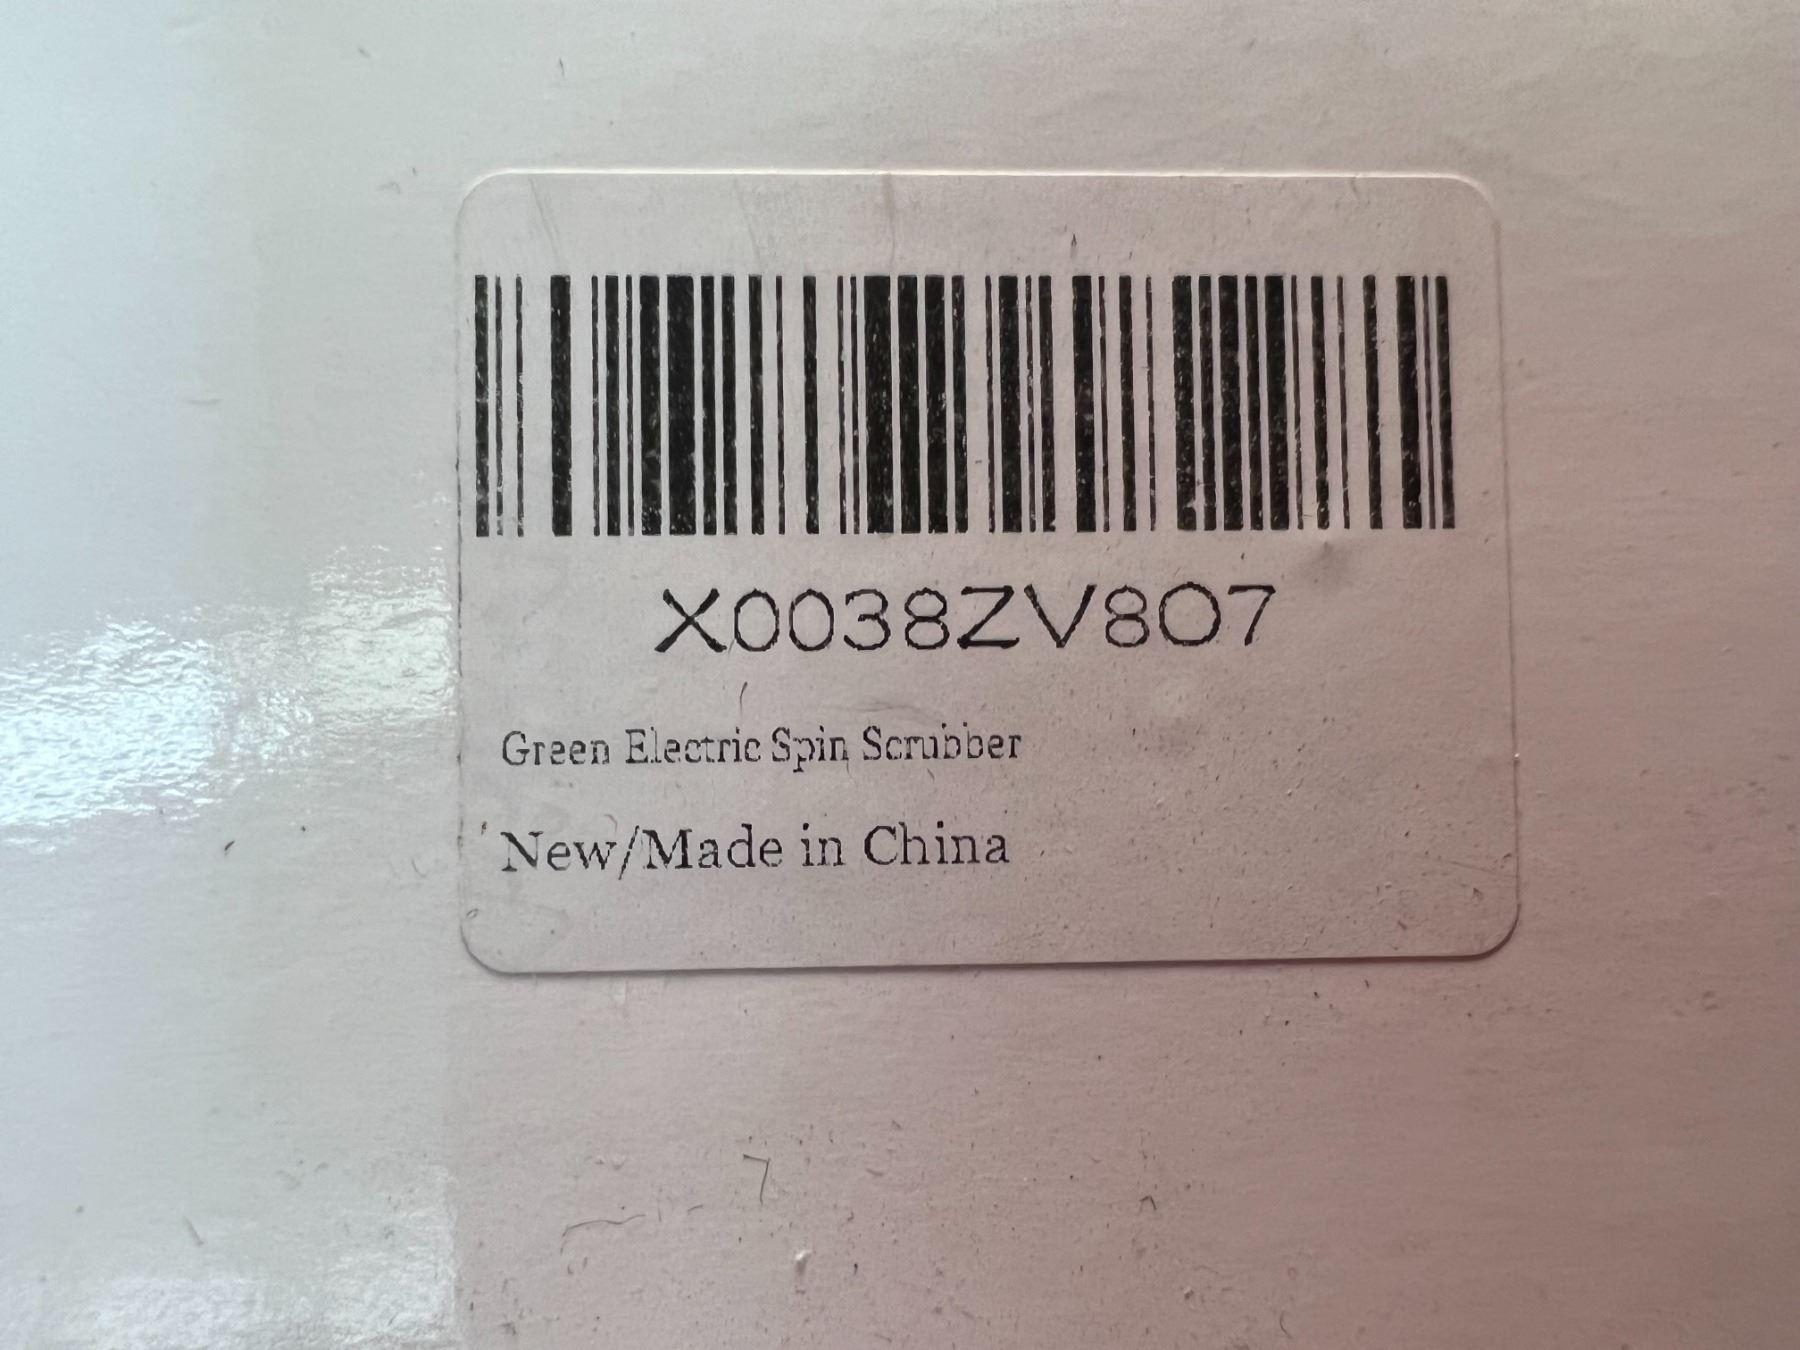 X0038ZV8O7
Green Electric Spin Scrubber
New/Made in China